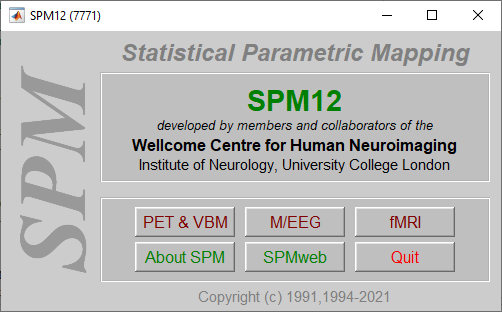 SPM12 (7771)
SPM
Statistical Parametric Mapping
SPM12
developed by members and collaborators of the
Wellcome Centre for Human Neuroimaging
Institute of Neurology, University College London
PET & VBM M/EEG fMRI
About SPM SPMweb Quit
Copyright (c) 1991,1994-2021